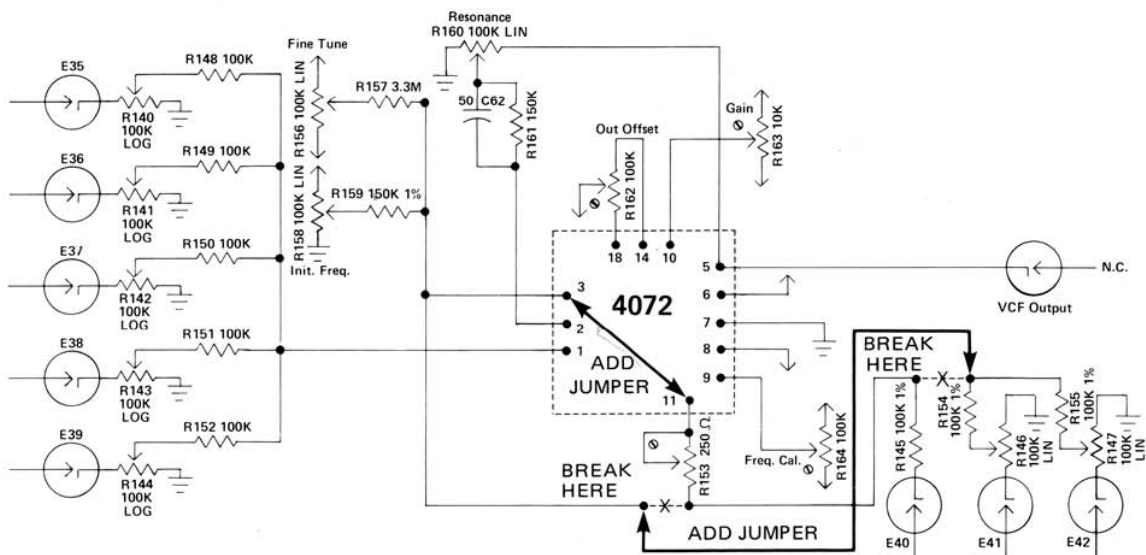 E35
R148 100K
R140
100K
LOG
E36
R149 100K
R141
100K
LOG
E37
R150 100K
R142
100K
LOG
E38
R151 100K
R143
100K
LOG
E39
R152 100K
R144
100K
LOG
Fine Tune
R156 100K LIN
R157 3.3M
R158 100K LIN
R159 150K 1%
Init. Freq.
Resonance
R160 100K LIN
50 C62
R161 150K
Out Offset
R162 100K
Gain
R163 10K
18 14 10
3
2
1
4072
5
6
7
8
9
11
ADD
JUMPER
VCF Output
N.C.
R153 250 Ω
Freq. Cal.
R164 100K
BREAK
HERE
ADD JUMPER
BREAK
HERE
X
X
R145 100K 1%
R154
100K 1%
R146
100K
LIN
R155
100K 1%
R147
100K
LIN
E40
E41
E42